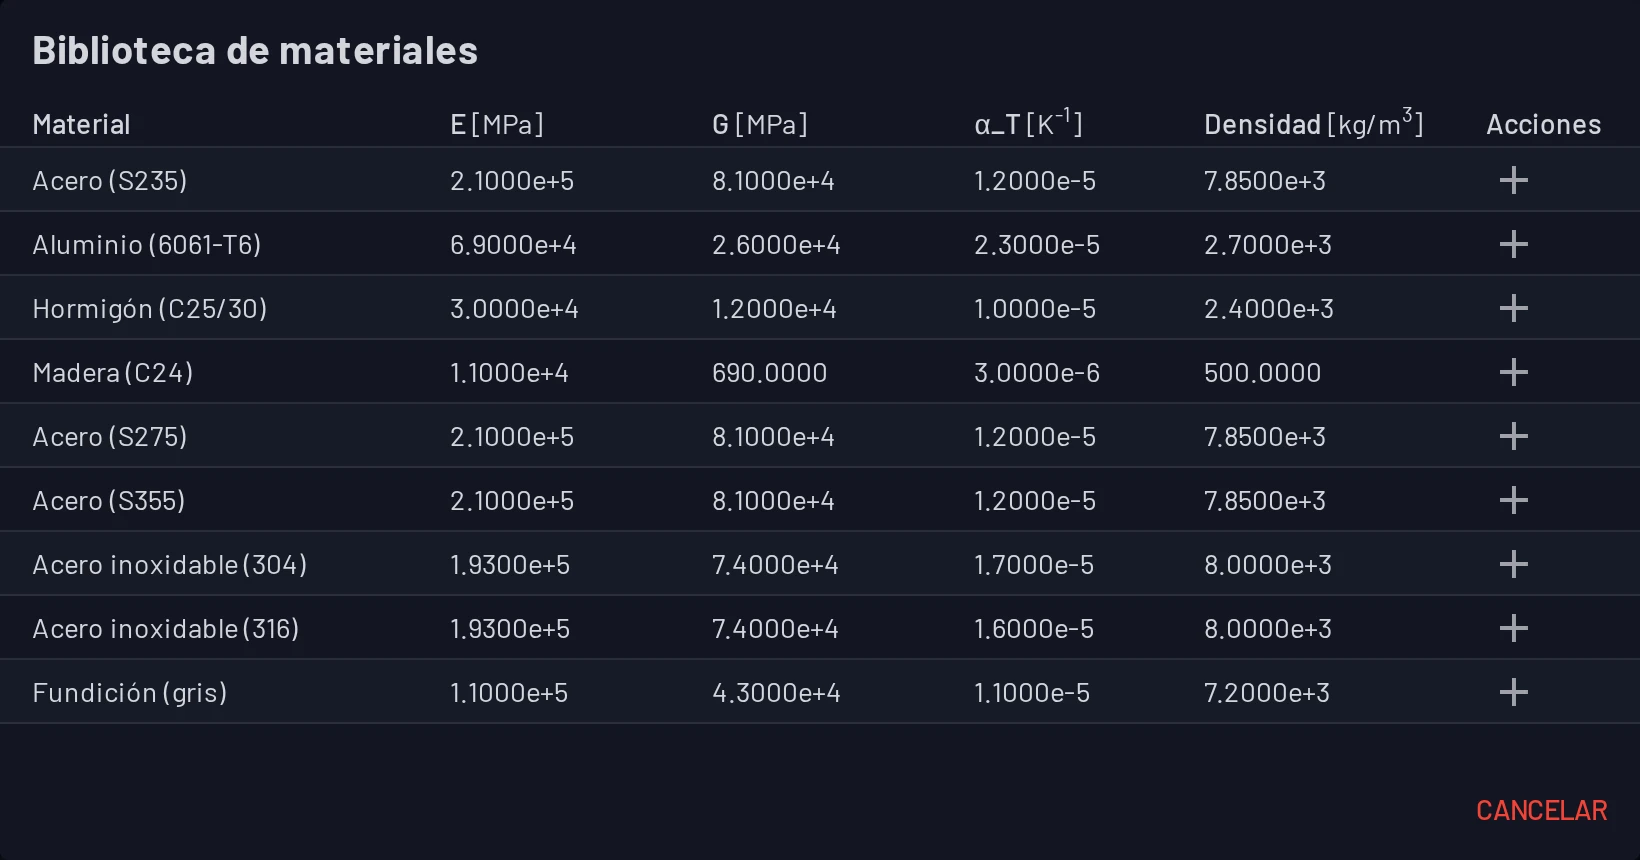 Biblioteca de materiales
Material E [MPa] G [MPa] α_T [K⁻¹] Densidad [kg/m³] Acciones
Acero (S235) 2.1000e+5 8.1000e+4 1.2000e-5 7.8500e+3
Aluminio (6061-T6) 6.9000e+4 2.6000e+4 2.3000e-5 2.7000e+3
Hormigón (C25/30) 3.0000e+4 1.2000e+4 1.0000e-5 2.4000e+3
Madera (C24) 1.1000e+4 690.0000 3.0000e-6 500.0000
Acero (S275) 2.1000e+5 8.1000e+4 1.2000e-5 7.8500e+3
Acero (S355) 2.1000e+5 8.1000e+4 1.2000e-5 7.8500e+3
Acero inoxidable (304) 1.9300e+5 7.4000e+4 1.7000e-5 8.0000e+3
Acero inoxidable (316) 1.9300e+5 7.4000e+4 1.6000e-5 8.0000e+3
Fundición (gris) 1.1000e+5 4.3000e+4 1.1000e-5 7.2000e+3
CANCELAR